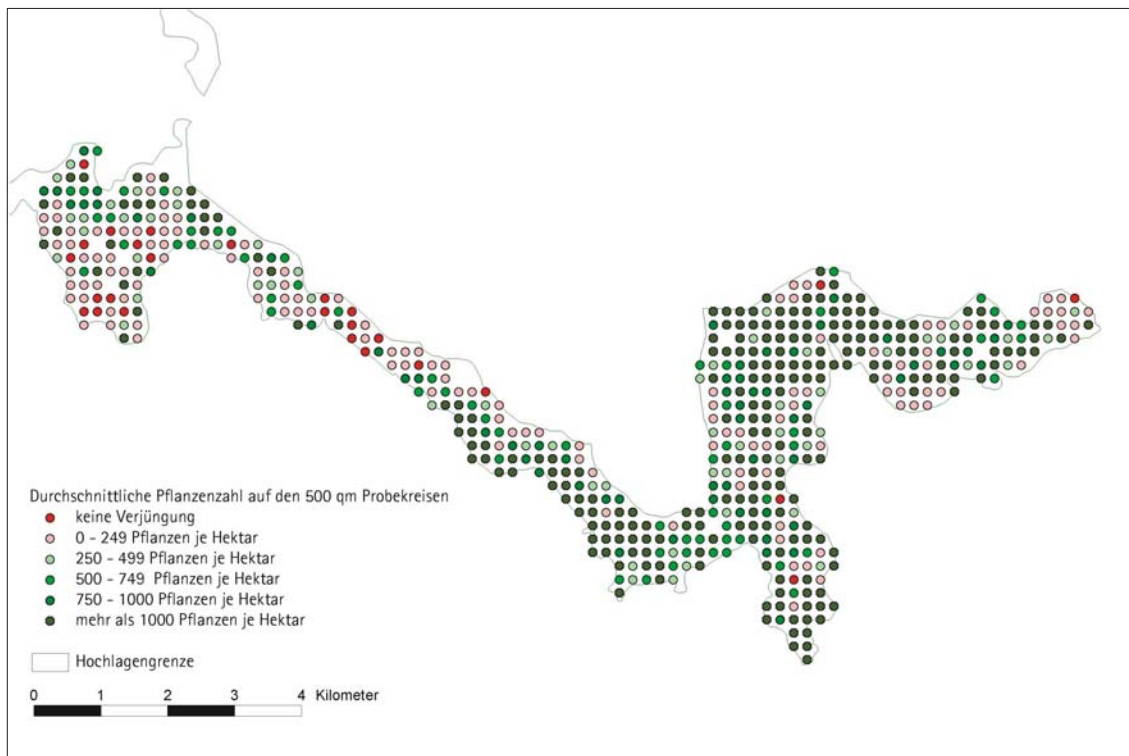 Durchschnittliche Pflanzenzahl auf den 500 qm Probekreisen
keine Verjüngung
0 - 249 Pflanzen je Hektar
250 - 499 Pflanzen je Hektar
500 - 749 Pflanzen je Hektar
750 - 1000 Pflanzen je Hektar
mehr als 1000 Pflanzen je Hektar
Hochlagengrenze
0 1 2 3 4 Kilometer